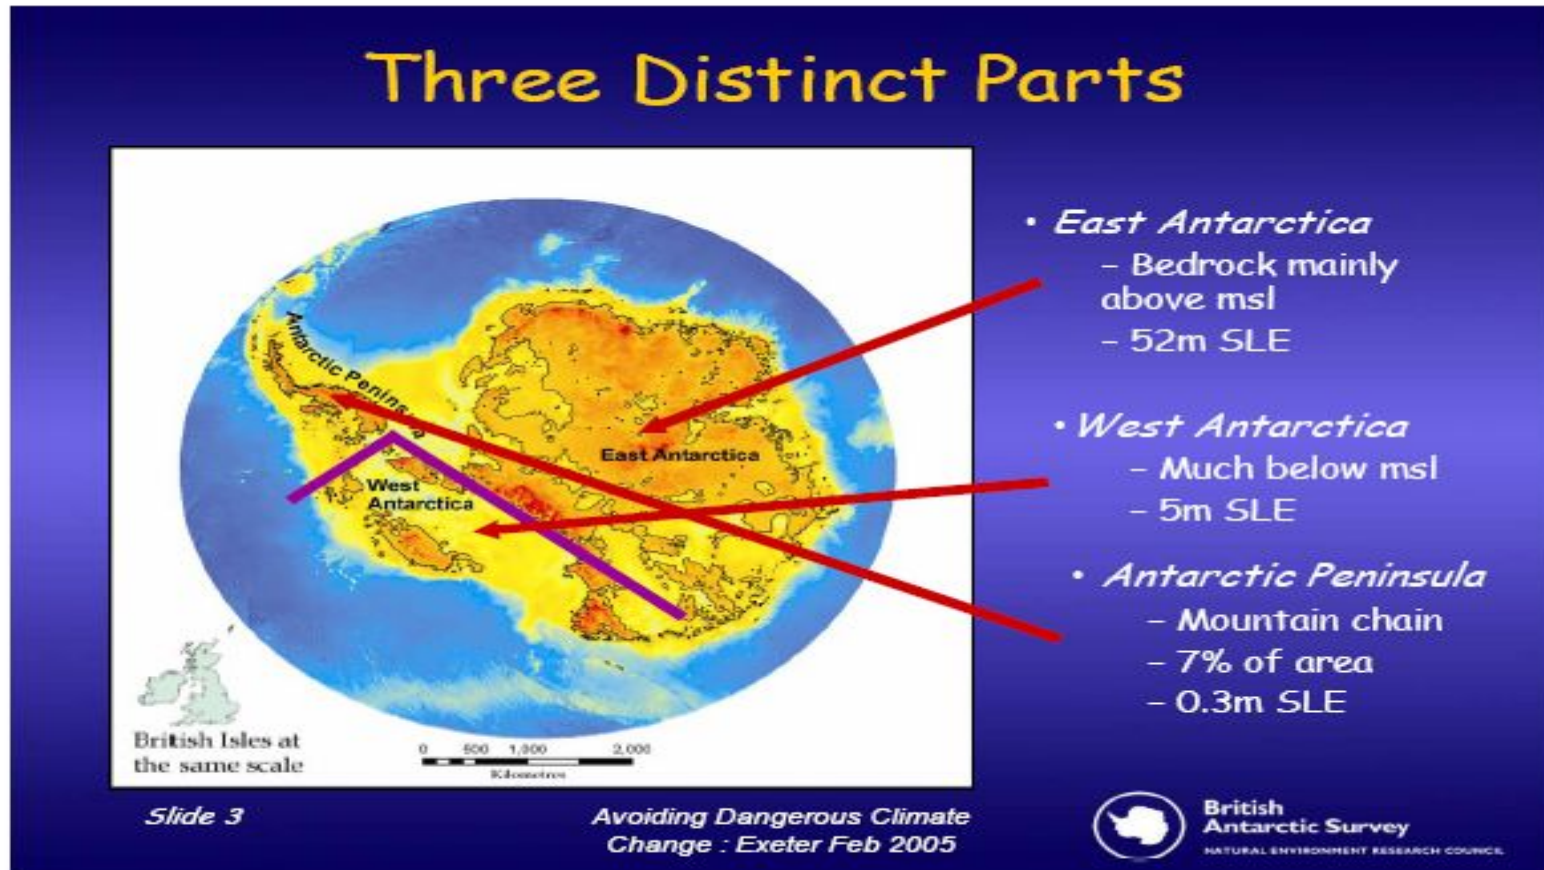 Three Distinct Parts
Antarctic Peninsula
East Antarctica
West
Antarctica
British Isles at
the same scale
0 500 1,000 2,000
Kilometres
• East Antarctica
– Bedrock mainly
above msl
– 52m SLE
• West Antarctica
– Much below msl
– 5m SLE
• Antarctic Peninsula
– Mountain chain
– 7% of area
– 0.3m SLE
Slide 3
Avoiding Dangerous Climate
Change : Exeter Feb 2005
British
Antarctic Survey
NATURAL ENVIRONMENT RESEARCH COUNCIL